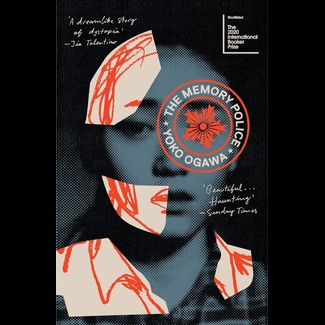 'A dreamlike story
of dystopia'
—Jia Tolentino
Shortlisted
The
2020
International
Booker
Prize
THE MEMORY POLICE
YOKO OGAWA
'Beautiful...
Haunting'
—Sunday Times